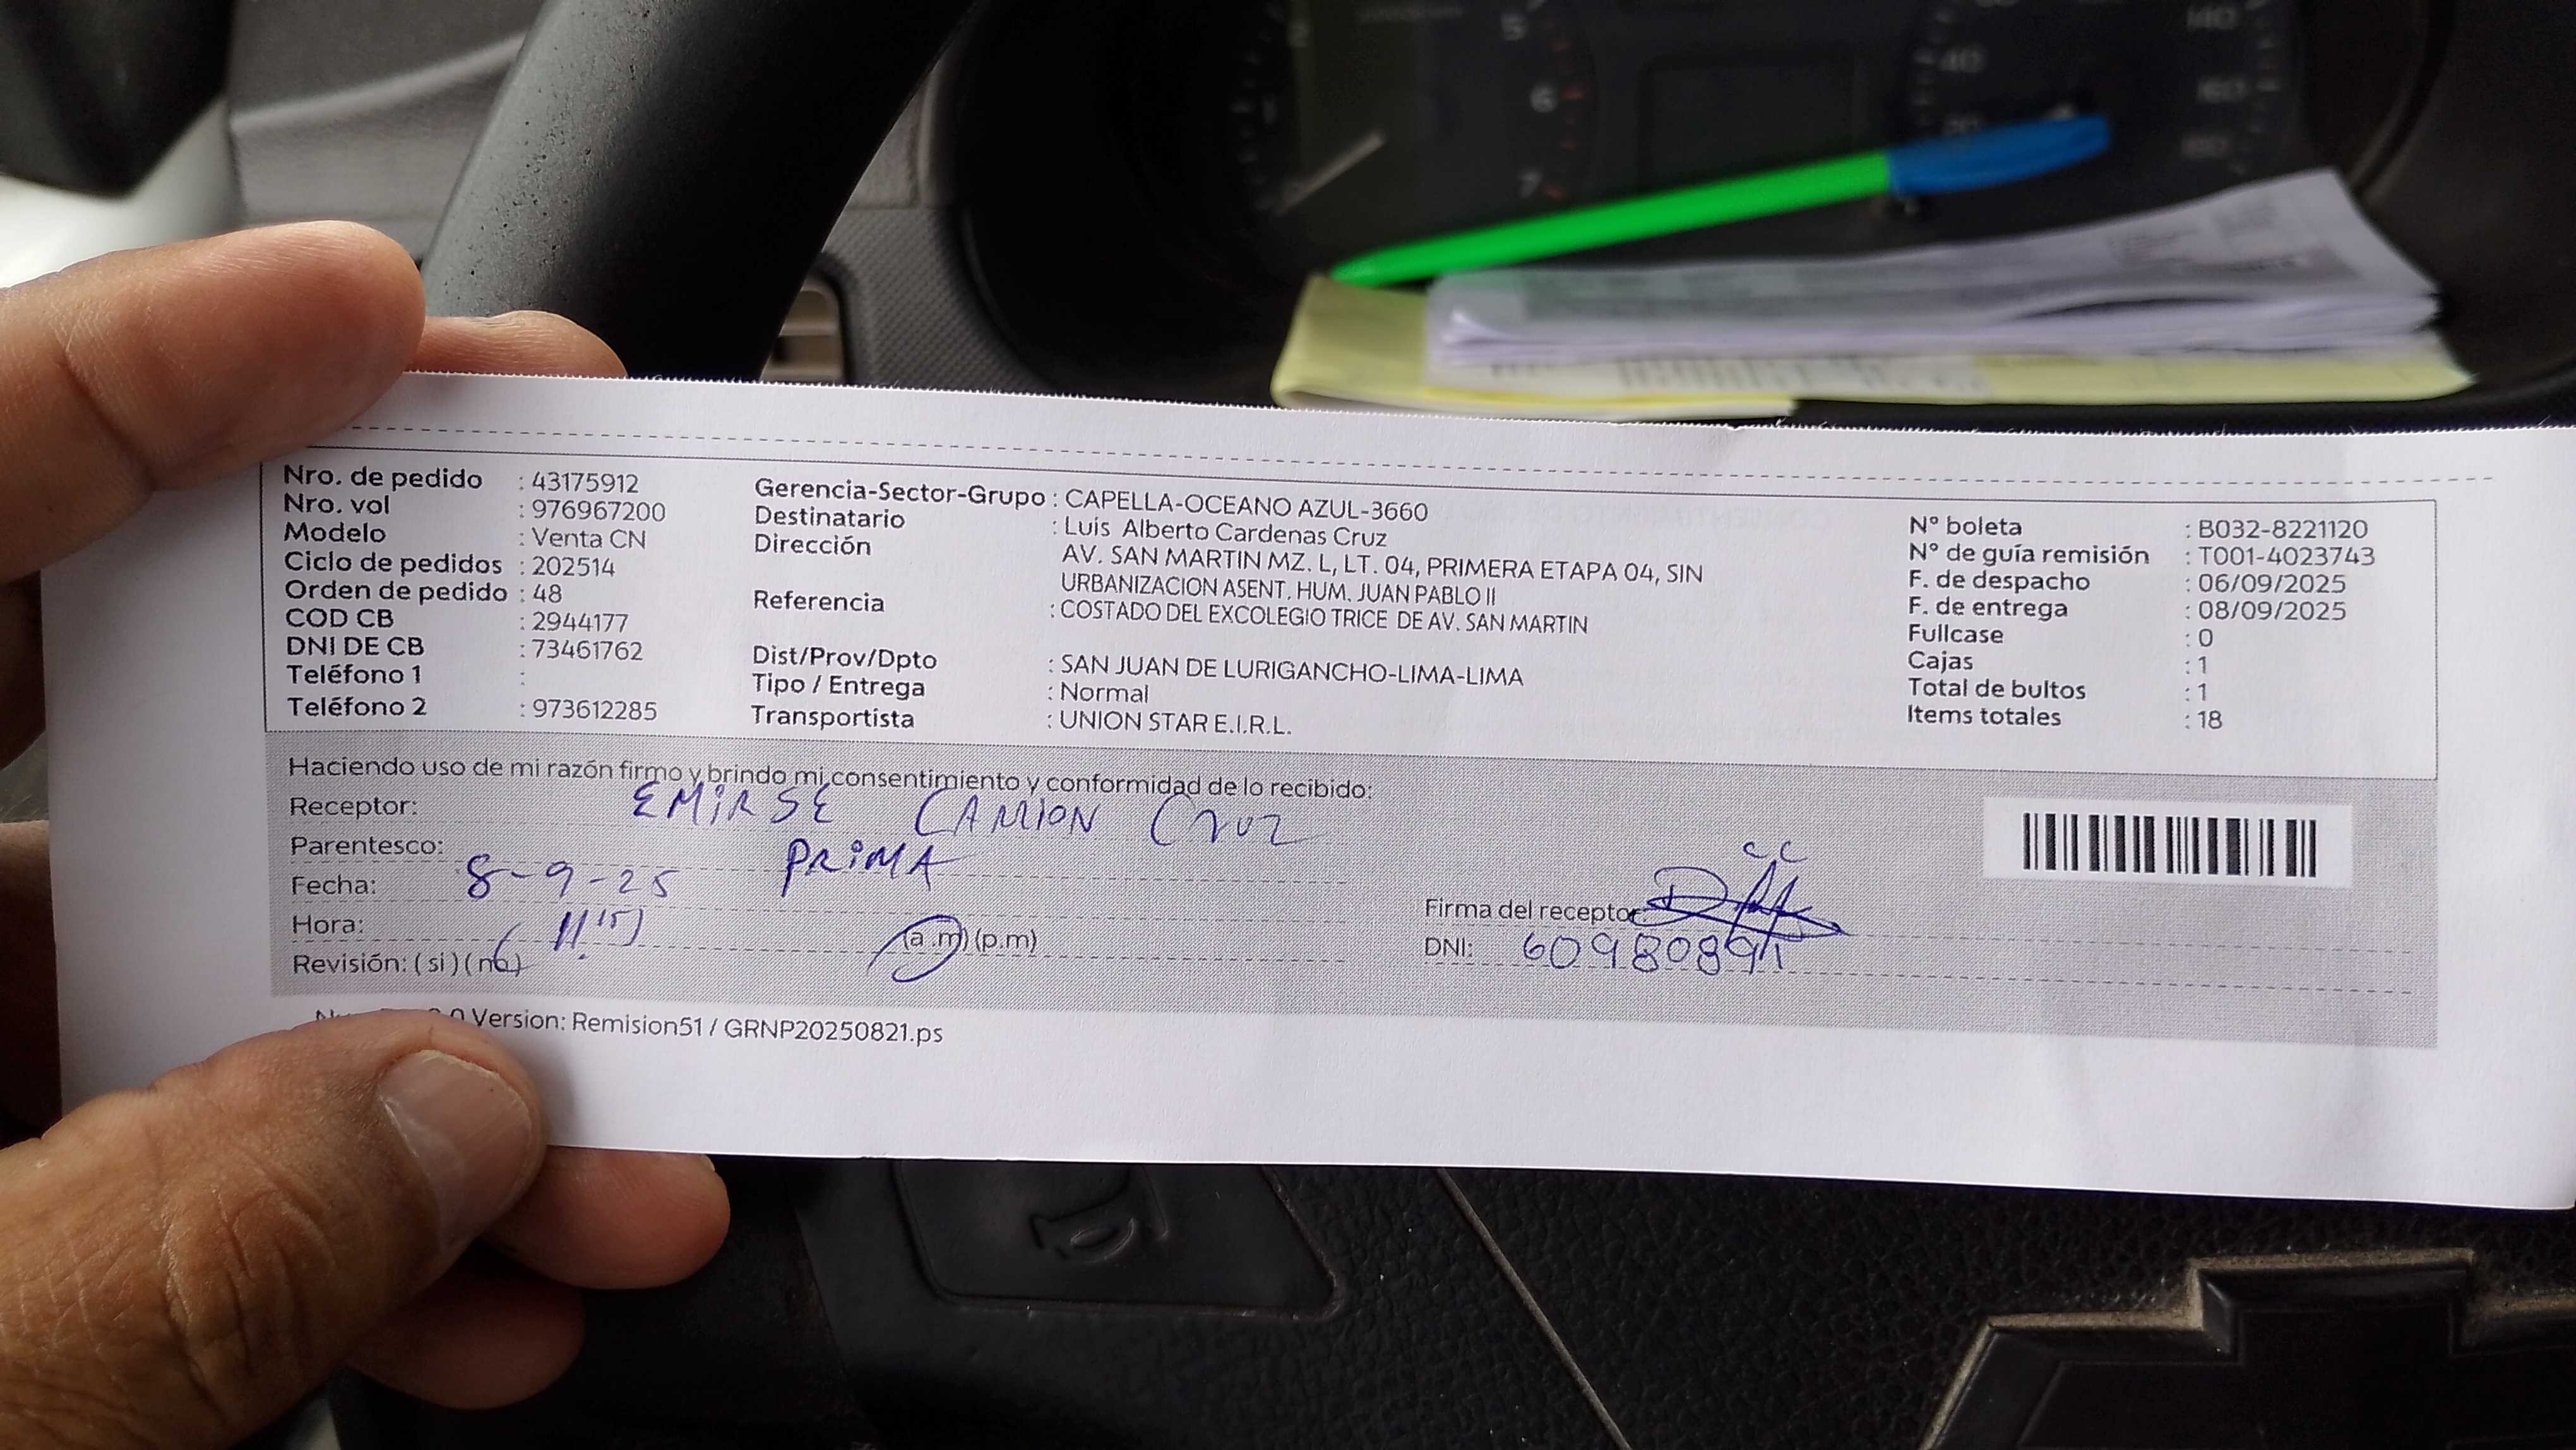 Nro. de pedido : 43175912
Nro. vol : 976967200
Modelo : Venta CN
Ciclo de pedidos : 202514
Orden de pedido : 48
COD CB : 2944177
DNI DE CB : 73461762
Teléfono 1 :
Teléfono 2 : 973612285
Gerencia-Sector-Grupo : CAPELLA-OCEANO AZUL-3660
Destinatario : Luis Alberto Cardenas Cruz
Dirección AV. SAN MARTIN MZ. L, LT. 04, PRIMERA ETAPA 04, SIN
URBANIZACION ASENT. HUM. JUAN PABLO II
Referencia : COSTADO DEL EXCOLEGIO TRICE DE AV. SAN MARTIN
Dist/Prov/Dpto : SAN JUAN DE LURIGANCHO-LIMA-LIMA
Tipo / Entrega : Normal
Transportista : UNION STAR E.I.R.L.
N° boleta : B032-8221120
N° de guía remisión : T001-4023743
F. de despacho : 06/09/2025
F. de entrega : 08/09/2025
Fullcase : 0
Cajas : 1
Total de bultos : 1
Items totales : 18
Haciendo uso de mi razón firmo y brindo mi consentimiento y conformidad de lo recibido:
Receptor: EMIRSE CAMION Cruz
Parentesco: PRIMA
Fecha: 8-9-25
Hora: 11:15 (a.m) (p.m)
Revisión: ( si ) ( no )
Firma del receptor:
DNI: 60980891
Version: Remision51 / GRNP20250821.ps
5
6
7
1
40
140
160